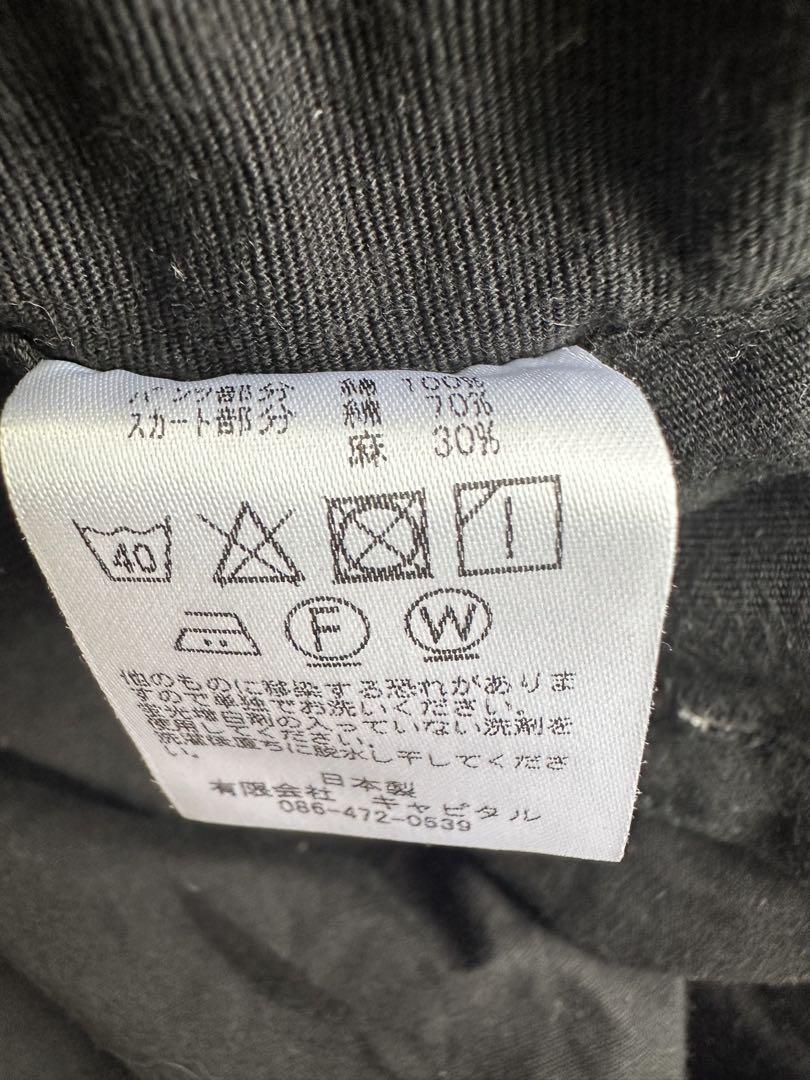 パンツ部分 綿 100%
スカート部分 綿 70%
麻 30%
40
F
W
他のものに移染する恐れがありま
すので単独でお洗いください。
蛍光増白剤の入っていない洗剤を
使用してください。
洗濯後直ちに脱水し干してくださ
い。
日本製
有限会社 キャピタル
086-472-0539